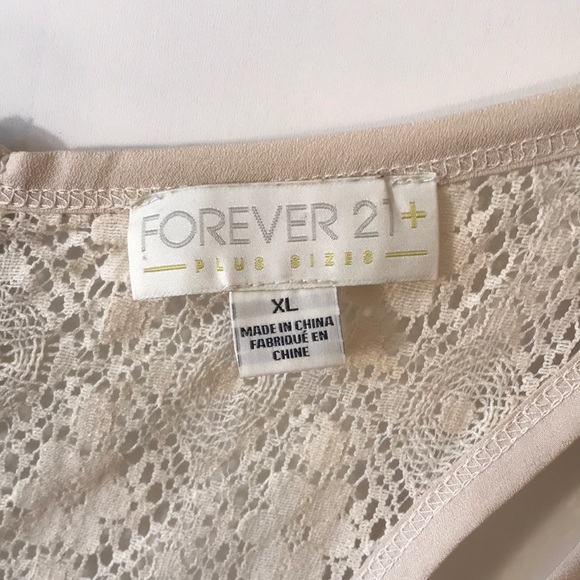 FOREVER 21+
PLUS SIZES
XL
MADE IN CHINA
FABRIQUÉ EN
CHINE